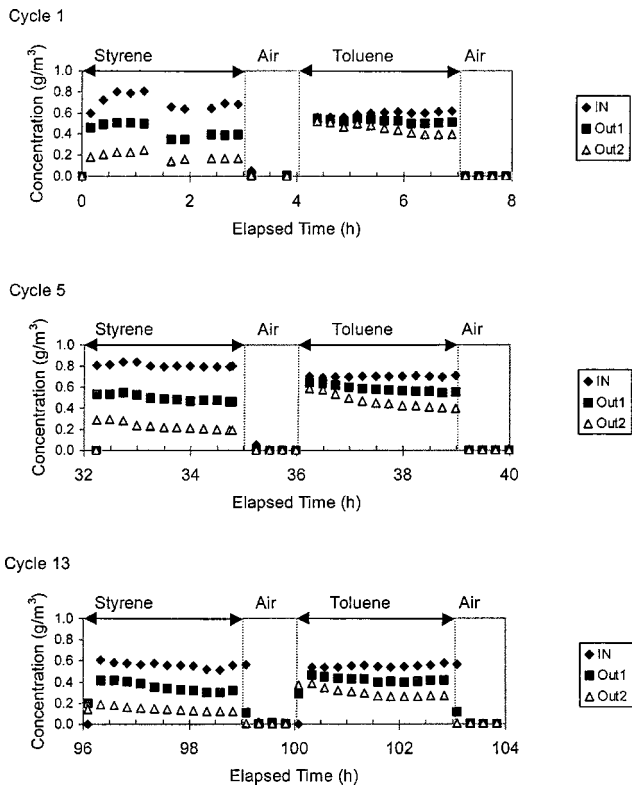 Cycle 1
Styrene Air Toluene Air
Concentration (g/m³)
1.0
0.8
0.6
0.4
0.2
0.0
0 2 4 6 8
Elapsed Time (h)
IN
Out1
Out2
Cycle 5
Styrene Air Toluene Air
Concentration (g/m³)
1.0
0.8
0.6
0.4
0.2
0.0
32 34 36 38 40
Elapsed Time (h)
IN
Out1
Out2
Cycle 13
Styrene Air Toluene Air
Concentration (g/m³)
1.0
0.8
0.6
0.4
0.2
0.0
96 98 100 102 104
Elapsed Time (h)
IN
Out1
Out2